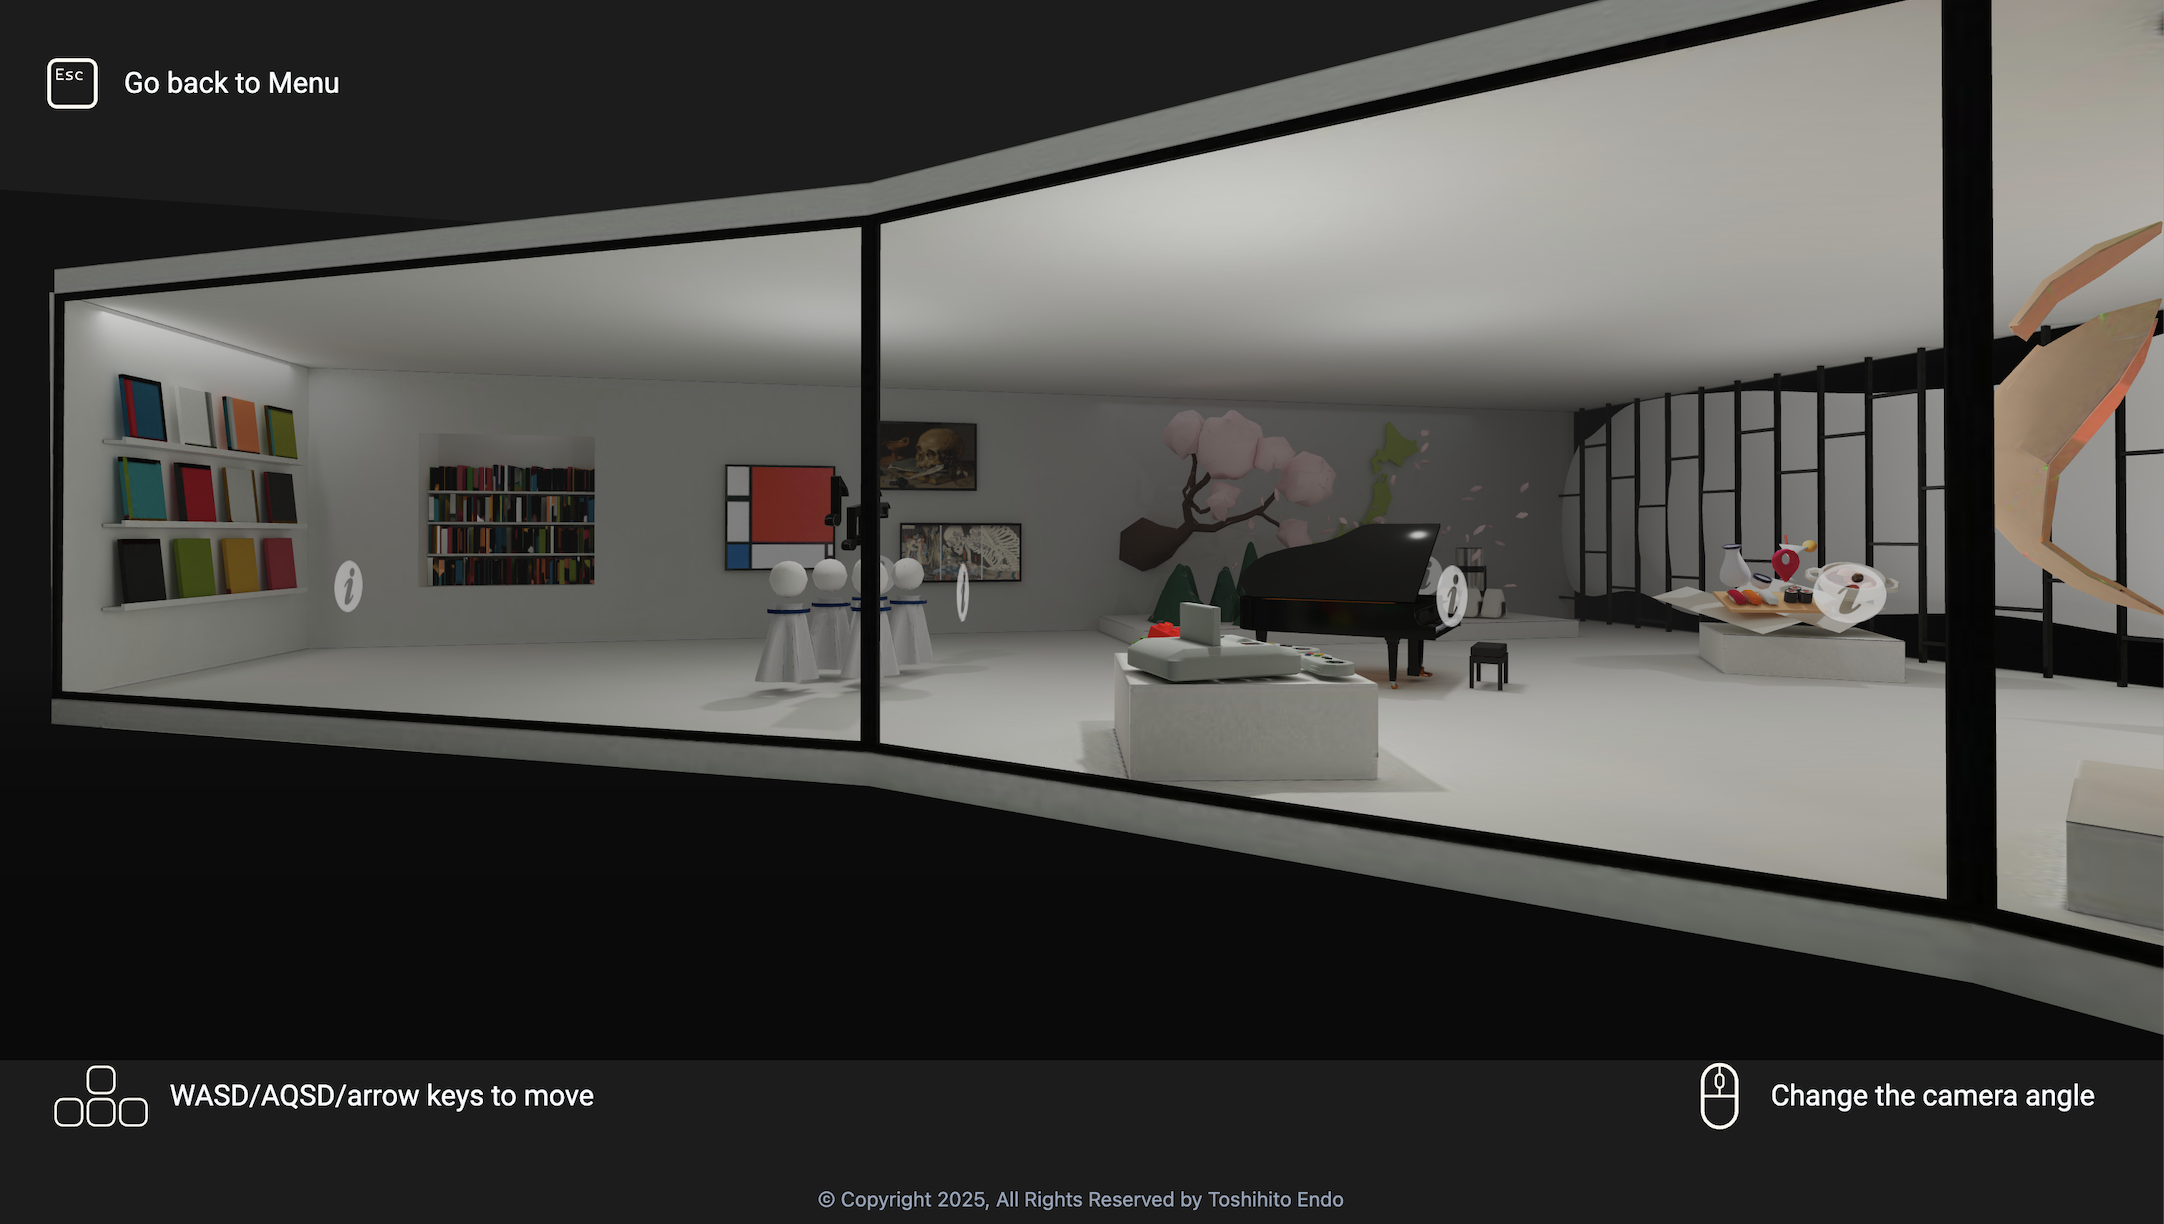 Esc
Go back to Menu
WASD/AQSD/arrow keys to move
Change the camera angle
© Copyright 2025, All Rights Reserved by Toshihito Endo